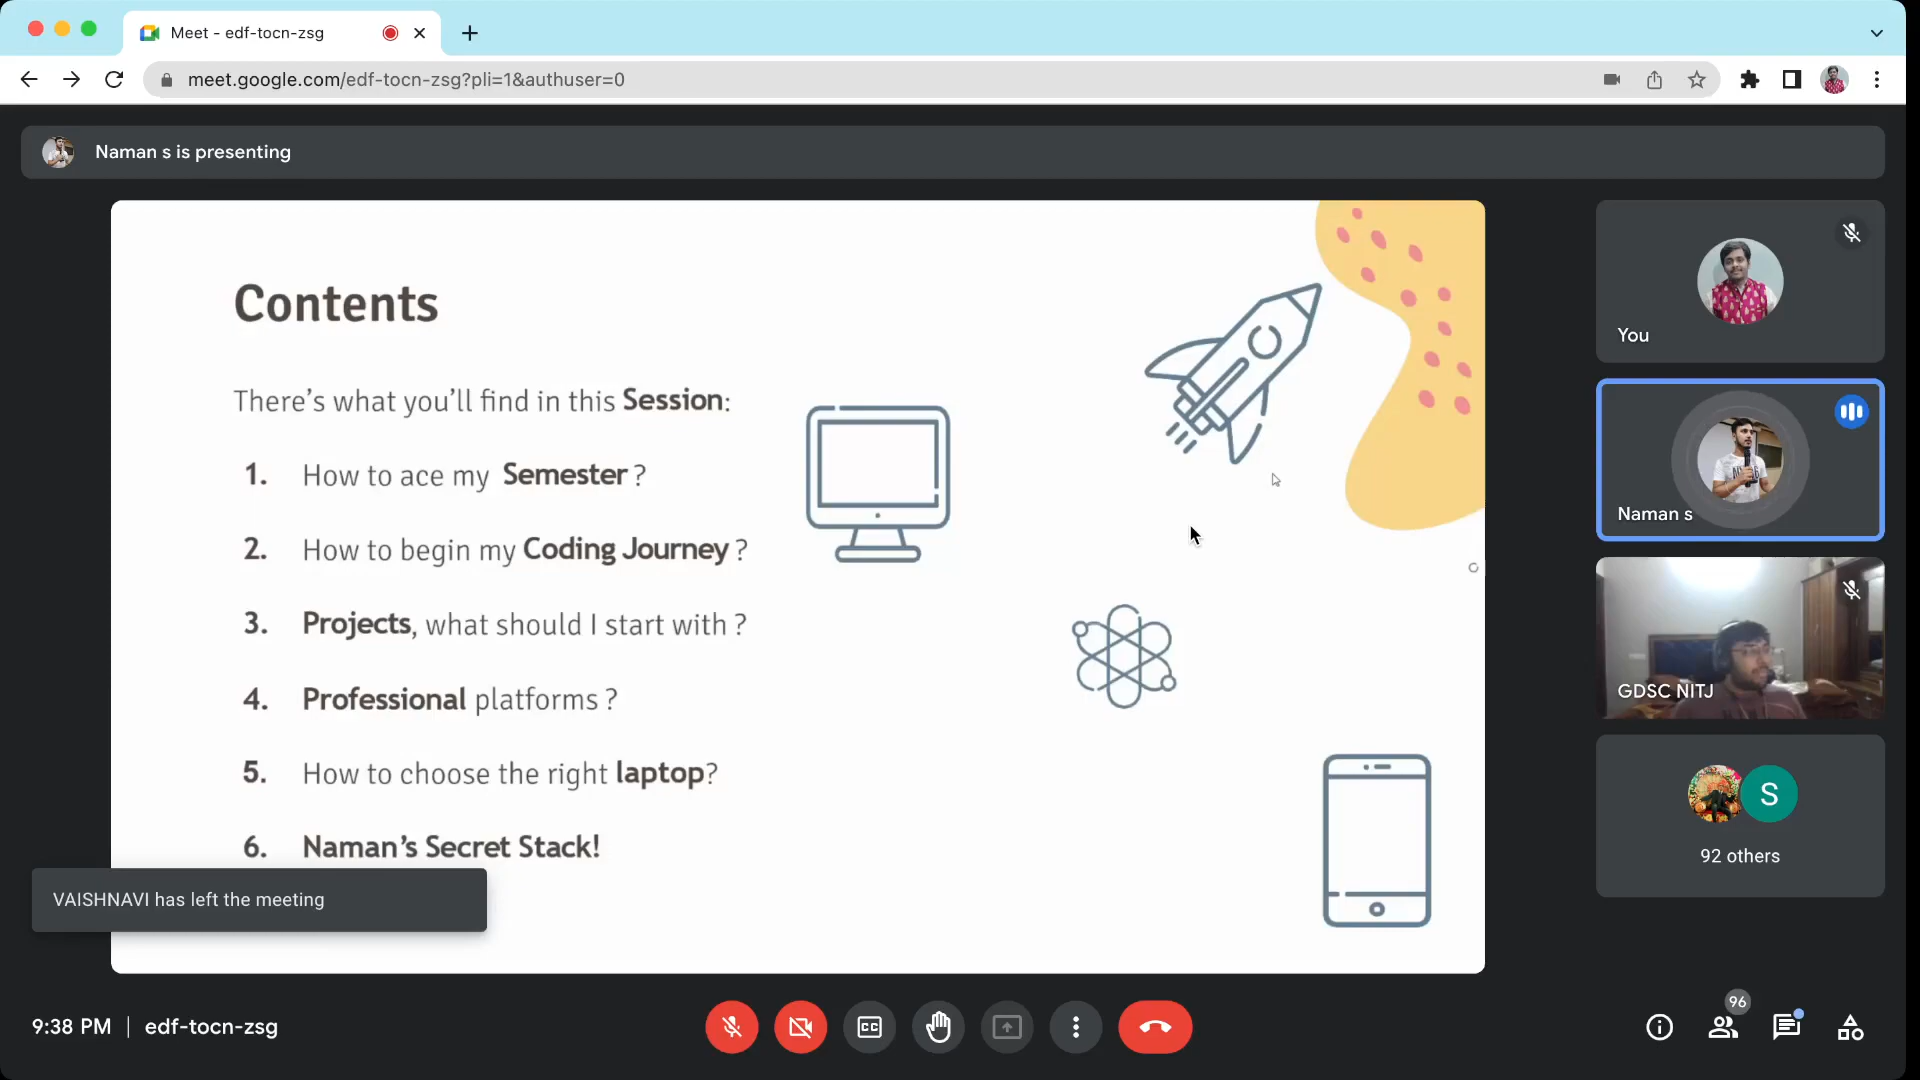 Meet - edf-tocn-zsg
meet.google.com/edf-tocn-zsg?pli=1&authuser=0
Naman s is presenting
Contents
There's what you'll find in this Session:
1. How to ace my Semester ?
2. How to begin my Coding Journey ?
3. Projects, what should I start with ?
4. Professional platforms ?
5. How to choose the right laptop?
6. Naman's Secret Stack!
VAISHNAVI has left the meeting
You
Naman s
GDSC NITJ
S
92 others
9:38 PM | edf-tocn-zsg
CC
96